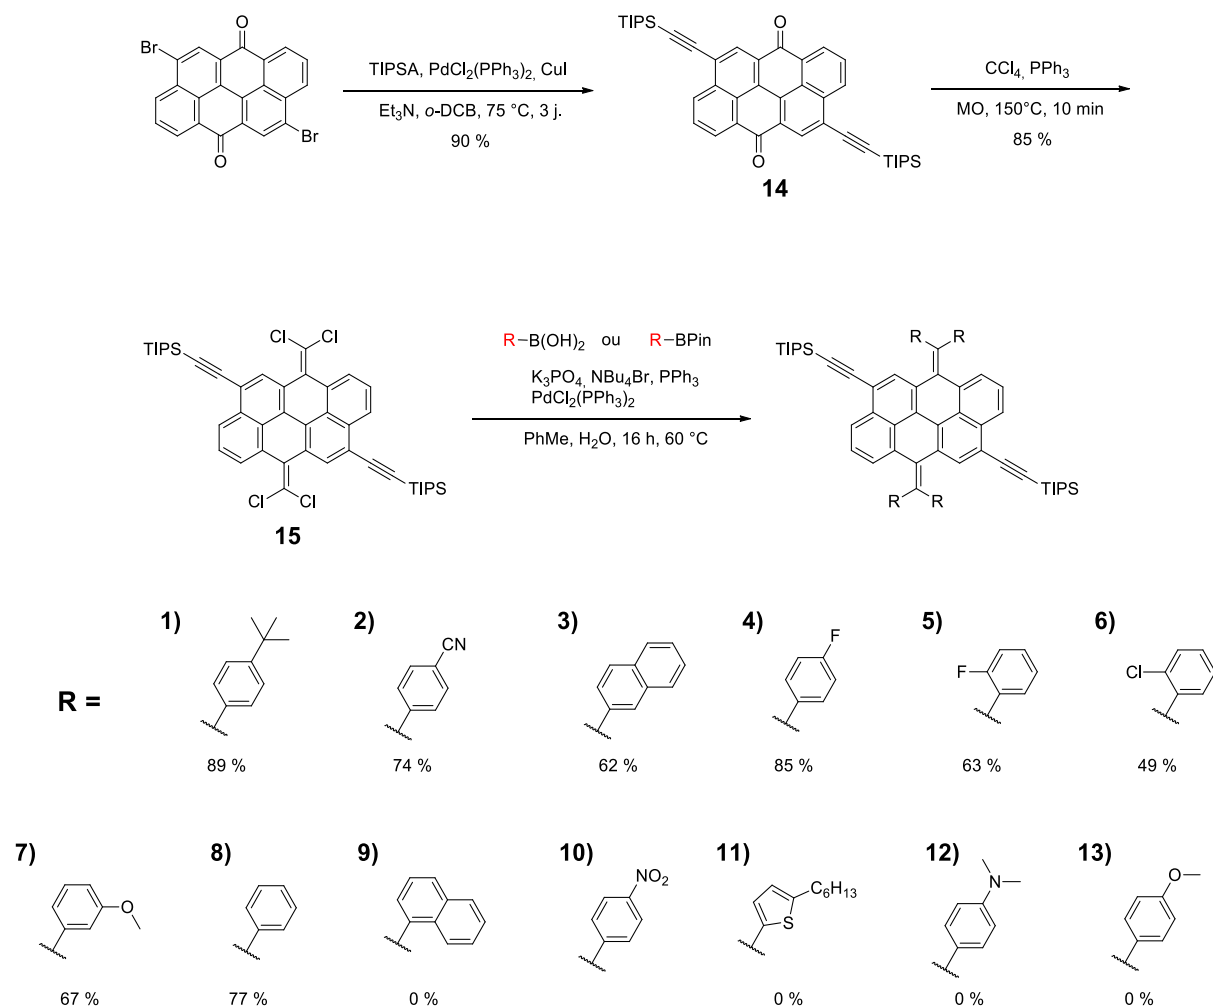 Br
O
Br
O
TIPSA, PdCl2(PPh3)2, CuI
Et3N, o-DCB, 75 °C, 3 j.
90 %
TIPS
O
O
TIPS
14
CCl4, PPh3
MO, 150°C, 10 min
85 %
Cl Cl
TIPS
TIPS
Cl Cl
15
R–B(OH)2 ou R–BPin
K3PO4, NBu4Br, PPh3
PdCl2(PPh3)2
PhMe, H2O, 16 h, 60 °C
R R
TIPS
TIPS
R R
R =
1)
89 %
2)
CN
74 %
3)
62 %
4)
F
85 %
5)
F
63 %
6)
Cl
49 %
7)
O
67 %
8)
77 %
9)
0 %
10)
NO2
11)
C6H13
S
0 %
12)
N
0 %
13)
O
0 %